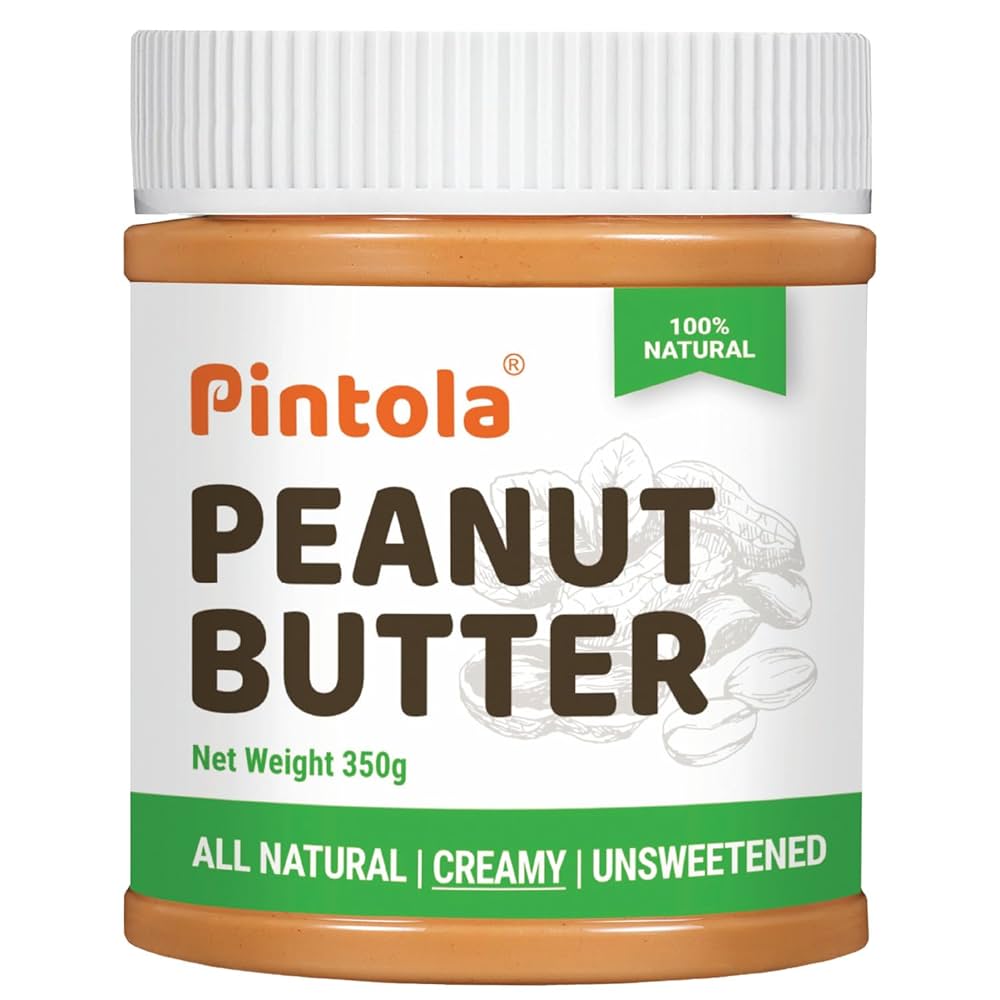 100%
NATURAL
Pintola®
PEANUT
BUTTER
Net Weight 350g
ALL NATURAL | CREAMY | UNSWEETENED